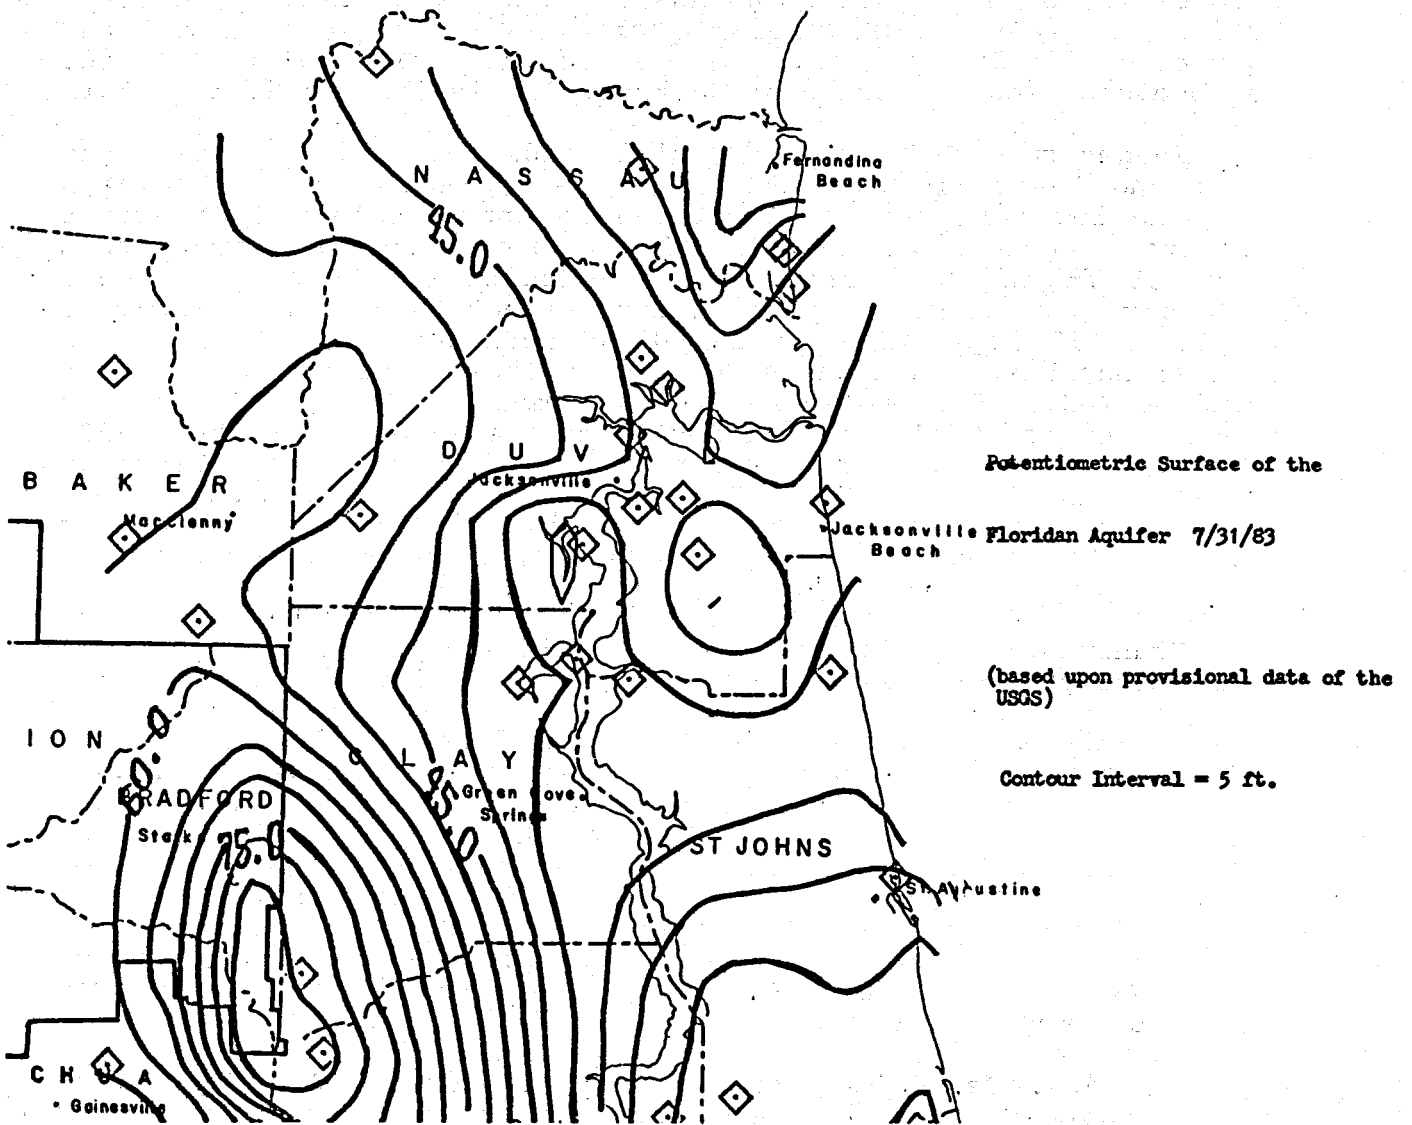 Fernandina
Beach
N A S S A U
45.0
D U V A
Jacksonville
B A K E R
Macclenny
Jacksonville
Beach
Potentiometric Surface of the
Floridan Aquifer 7/31/83
(based upon provisional data of the
USGS)
Contour Interval = 5 ft.
I O N
C L A Y
BRADFORD
Green Cove
Springs
Starke
75.0
ST JOHNS
St. Augustine
C H U A
Gainesville